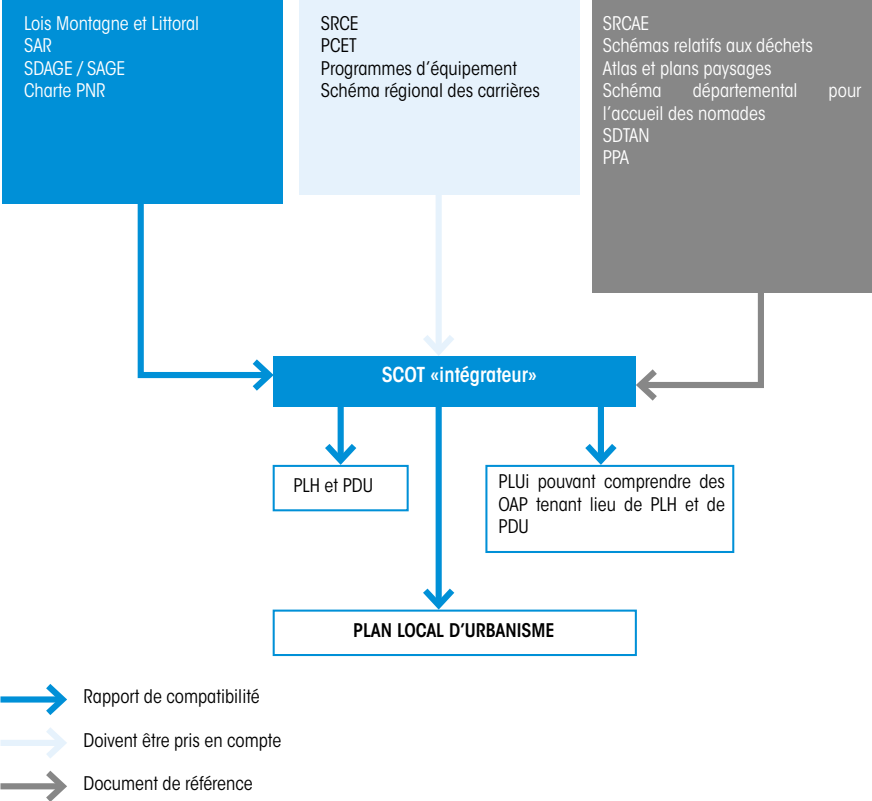 Lois Montagne et Littoral
SAR
SDAGE / SAGE
Charte PNR
SRCE
PCET
Programmes d'équipement
Schéma régional des carrières
SRCAE
Schémas relatifs aux déchets
Atlas et plans paysages
Schéma départemental pour
l'accueil des nomades
SDTAN
PPA
SCOT «intégrateur»
PLH et PDU
PLUi pouvant comprendre des
OAP tenant lieu de PLH et de
PDU
PLAN LOCAL D'URBANISME
Rapport de compatibilité
Doivent être pris en compte
Document de référence